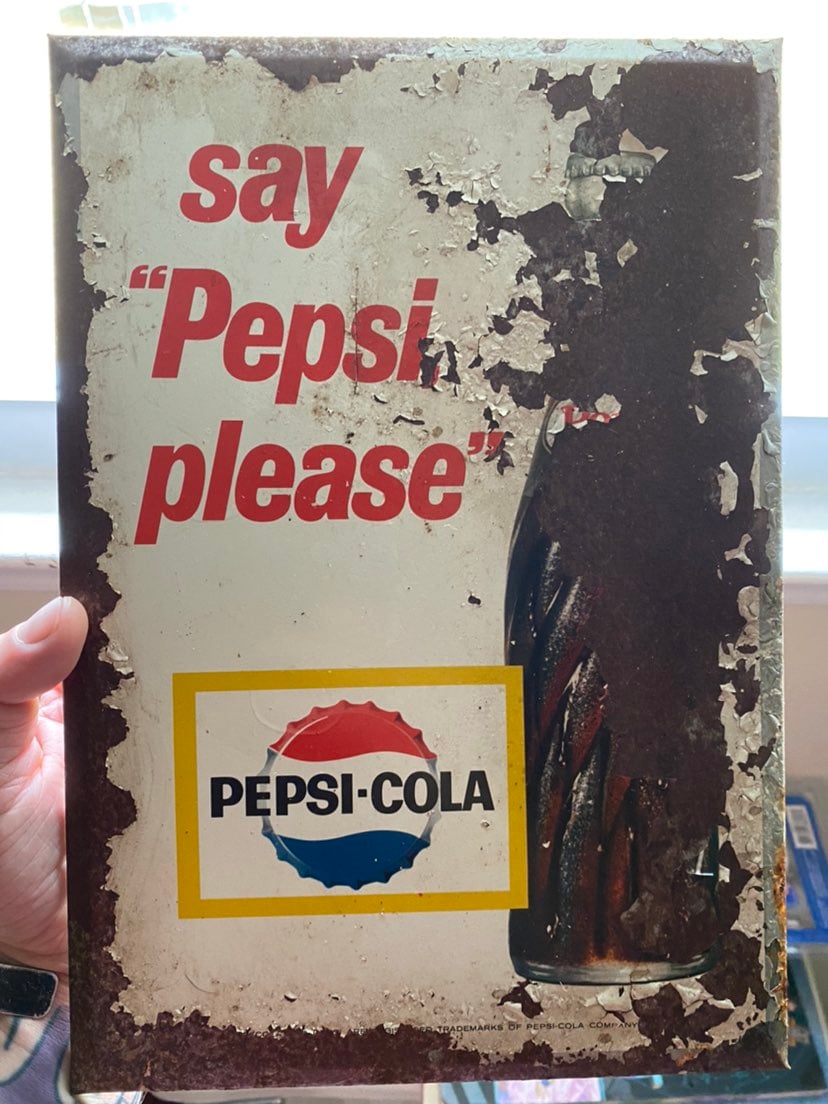 say
“Pepsi,
please”
PEPSI-COLA
TRADEMARKS OF PEPSI-COLA COMPANY